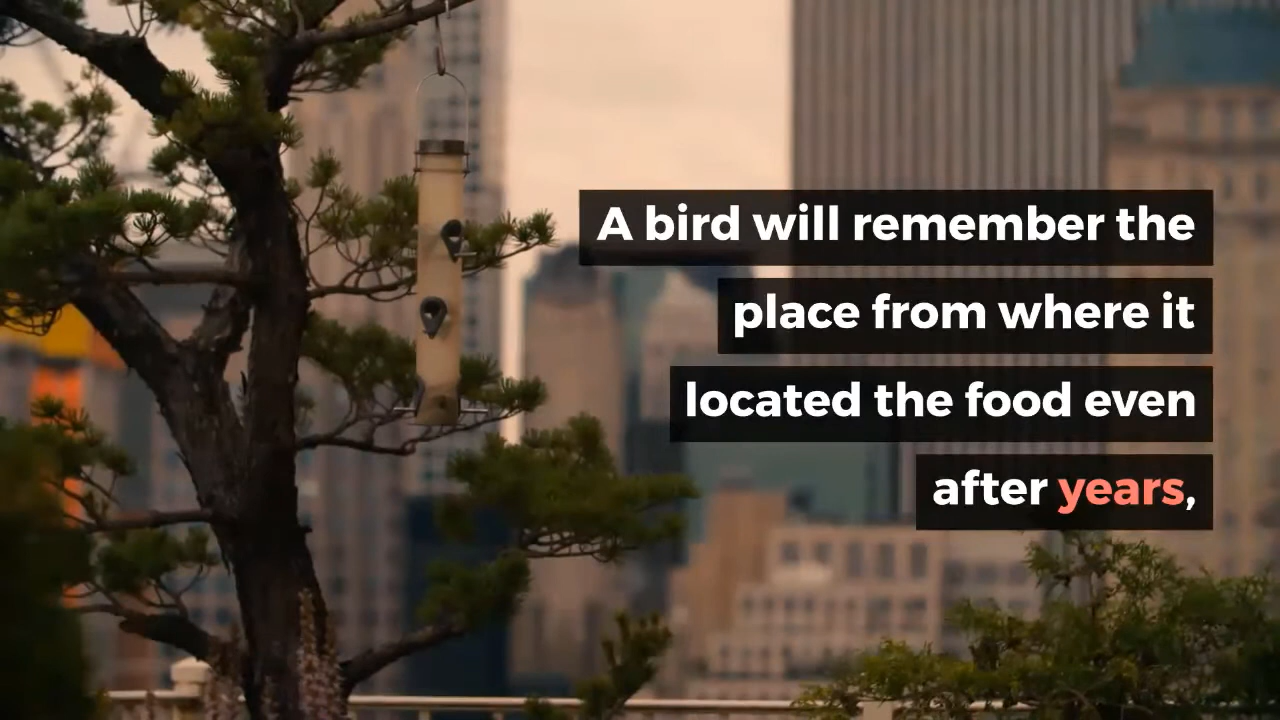 A bird will remember the
place from where it
located the food even
after years,